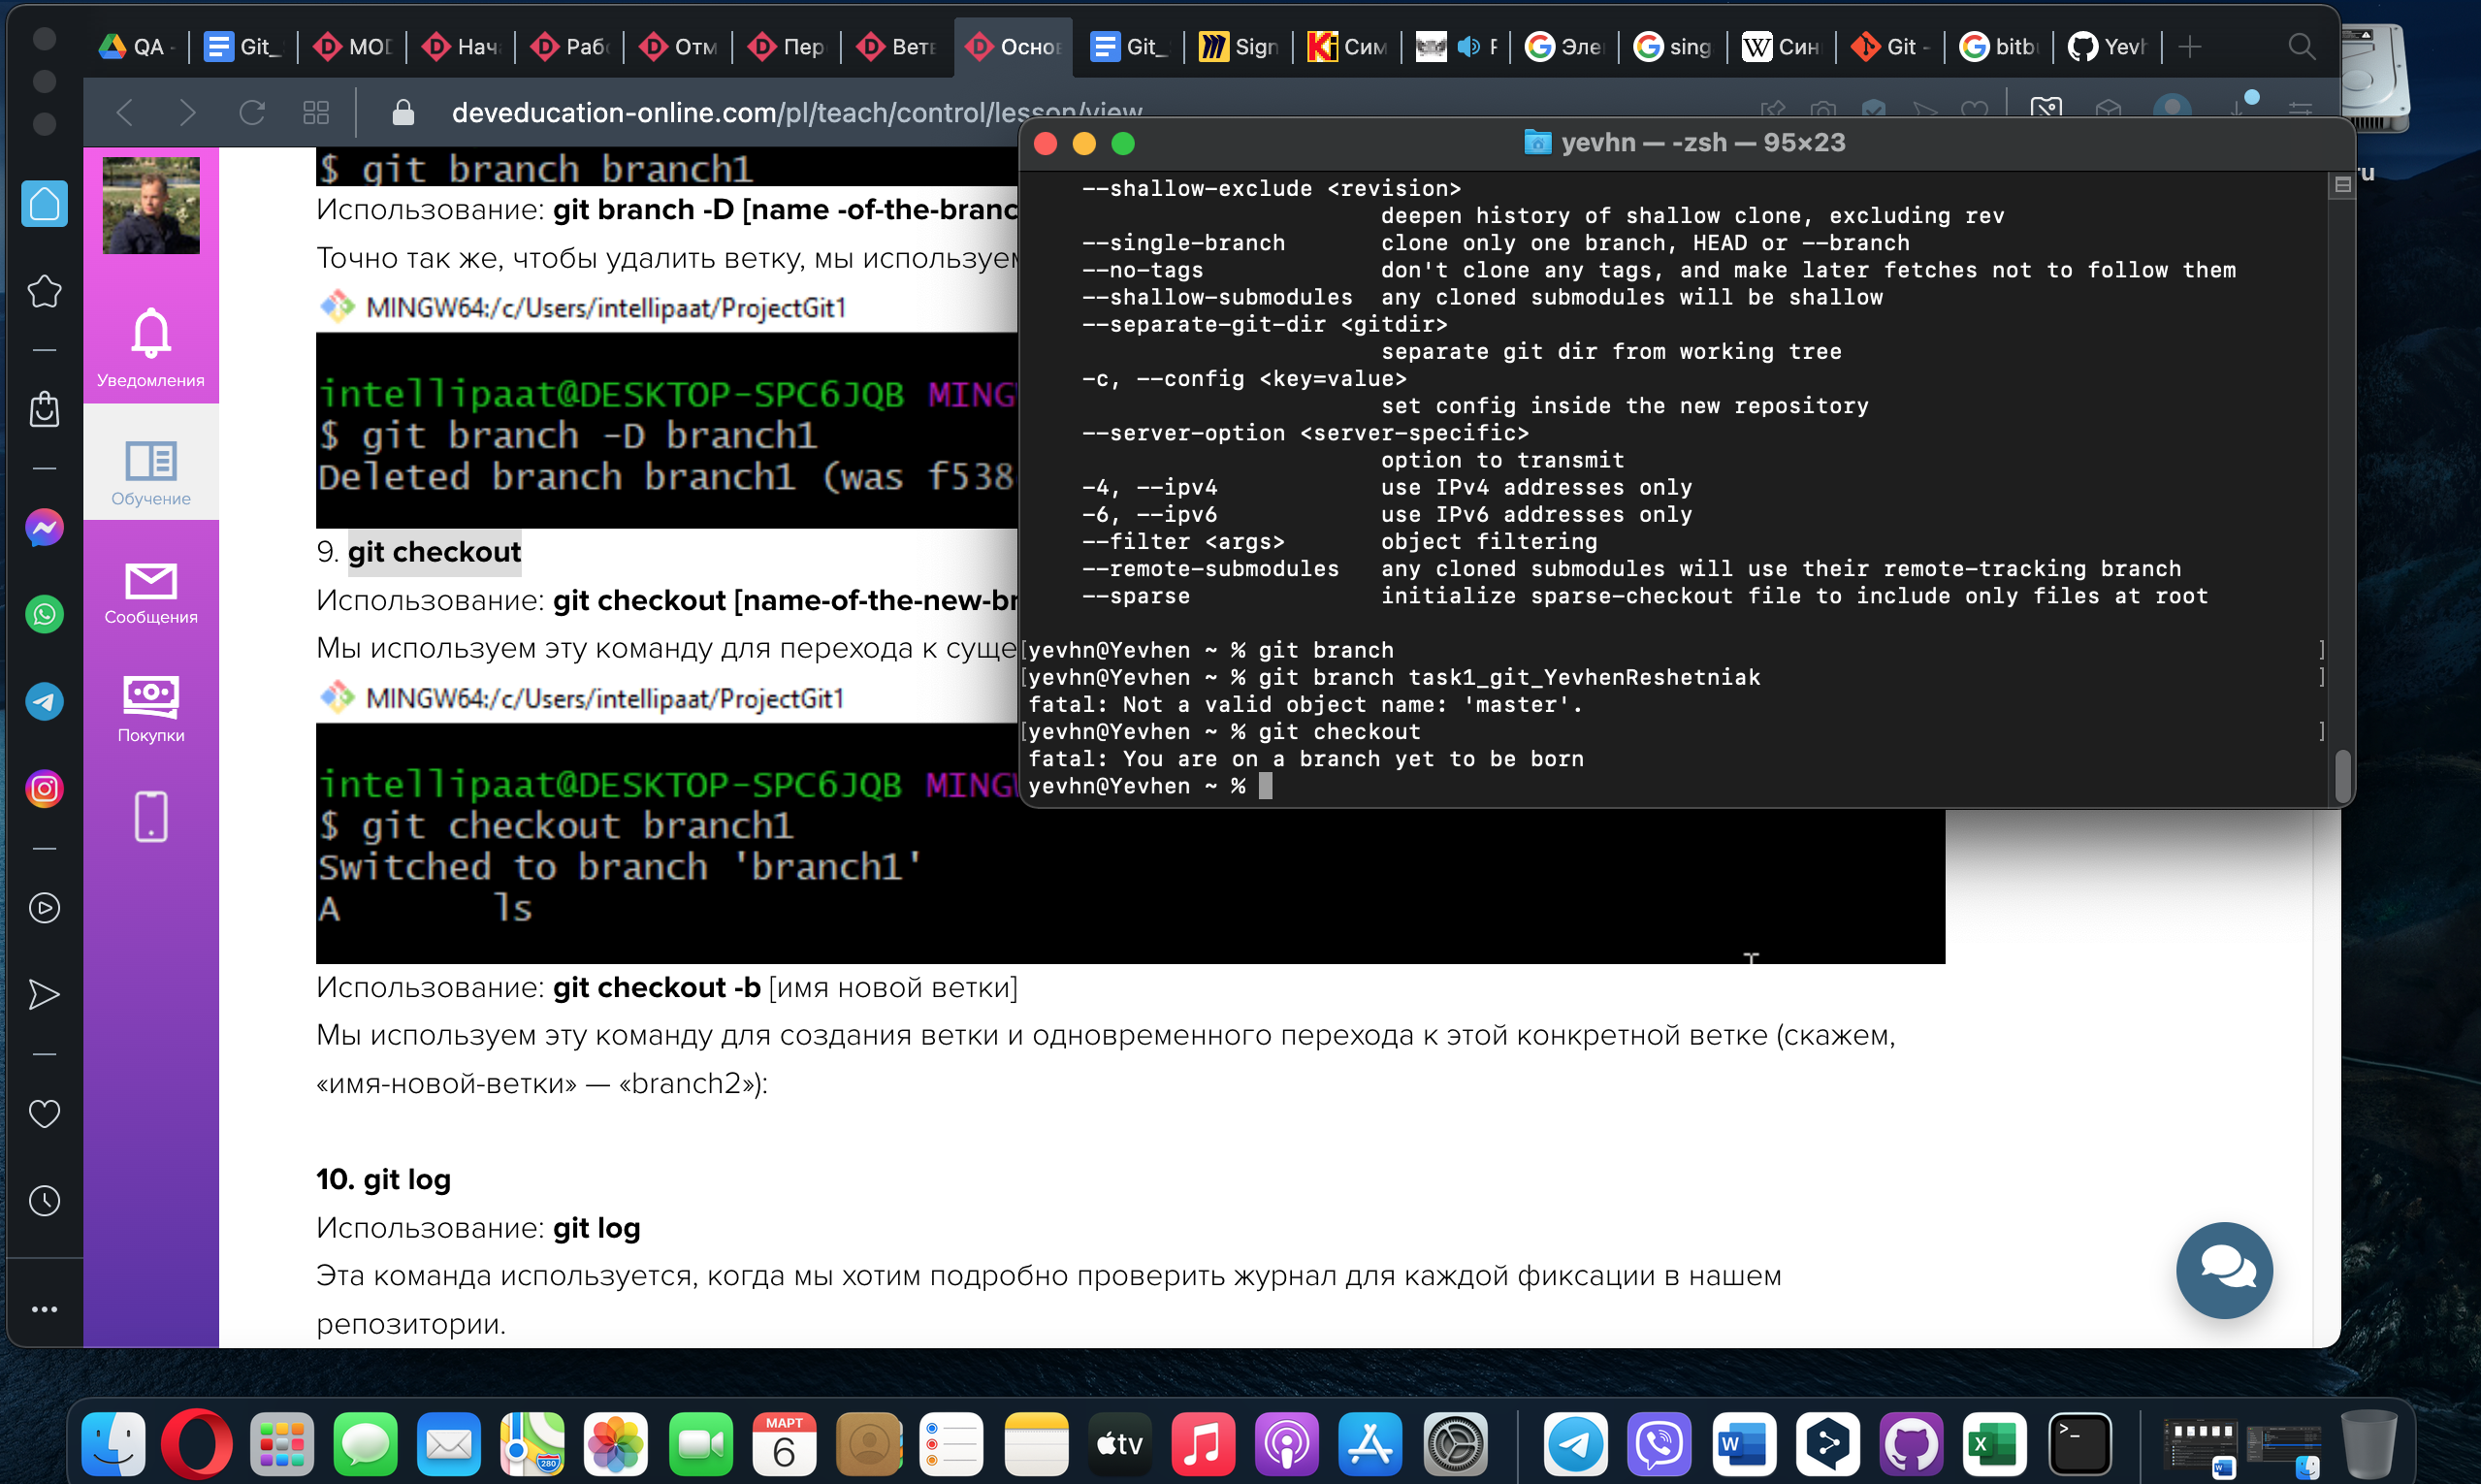 QA -
Git_
MOD
Нача
Рабо
Отм
Пер
Ветв
Основ
Git_
Sign
Сим
Эле
sing
Син
Git -
bitbu
Yevh
deveducation-online.com/pl/teach/control/lesson/view
$ git branch branch1
Использование: git branch -D [name -of-the-branc
Точно так же, чтобы удалить ветку, мы используем
MINGW64:/c/Users/intellipaat/ProjectGit1
intellipaat@DESKTOP-SPC6JQB MING
$ git branch -D branch1
Deleted branch branch1 (was f538
9. git checkout
Использование: git checkout [name-of-the-new-br
Мы используем эту команду для перехода к суще
MINGW64:/c/Users/intellipaat/ProjectGit1
intellipaat@DESKTOP-SPC6JQB MING
$ git checkout branch1
Switched to branch 'branch1'
A ls
Использование: git checkout -b [имя новой ветки]
Мы используем эту команду для создания ветки и одновременного перехода к этой конкретной ветке (скажем,
«имя-новой-ветки» — «branch2»):
10. git log
Использование: git log
Эта команда используется, когда мы хотим подробно проверить журнал для каждой фиксации в нашем
репозитории.
Уведомления
Обучение
Сообщения
Покупки
yevhn — -zsh — 95×23
--shallow-exclude <revision>
deepen history of shallow clone, excluding rev
--single-branch clone only one branch, HEAD or --branch
--no-tags don't clone any tags, and make later fetches not to follow them
--shallow-submodules any cloned submodules will be shallow
--separate-git-dir <gitdir>
separate git dir from working tree
-c, --config <key=value>
set config inside the new repository
--server-option <server-specific>
option to transmit
-4, --ipv4 use IPv4 addresses only
-6, --ipv6 use IPv6 addresses only
--filter <args> object filtering
--remote-submodules any cloned submodules will use their remote-tracking branch
--sparse initialize sparse-checkout file to include only files at root
[yevhn@Yevhen ~ % git branch ]
[yevhn@Yevhen ~ % git branch task1_git_YevhenReshetniak ]
fatal: Not a valid object name: 'master'.
[yevhn@Yevhen ~ % git checkout ]
fatal: You are on a branch yet to be born
yevhn@Yevhen ~ %
ru
МАРТ
6
280
tv